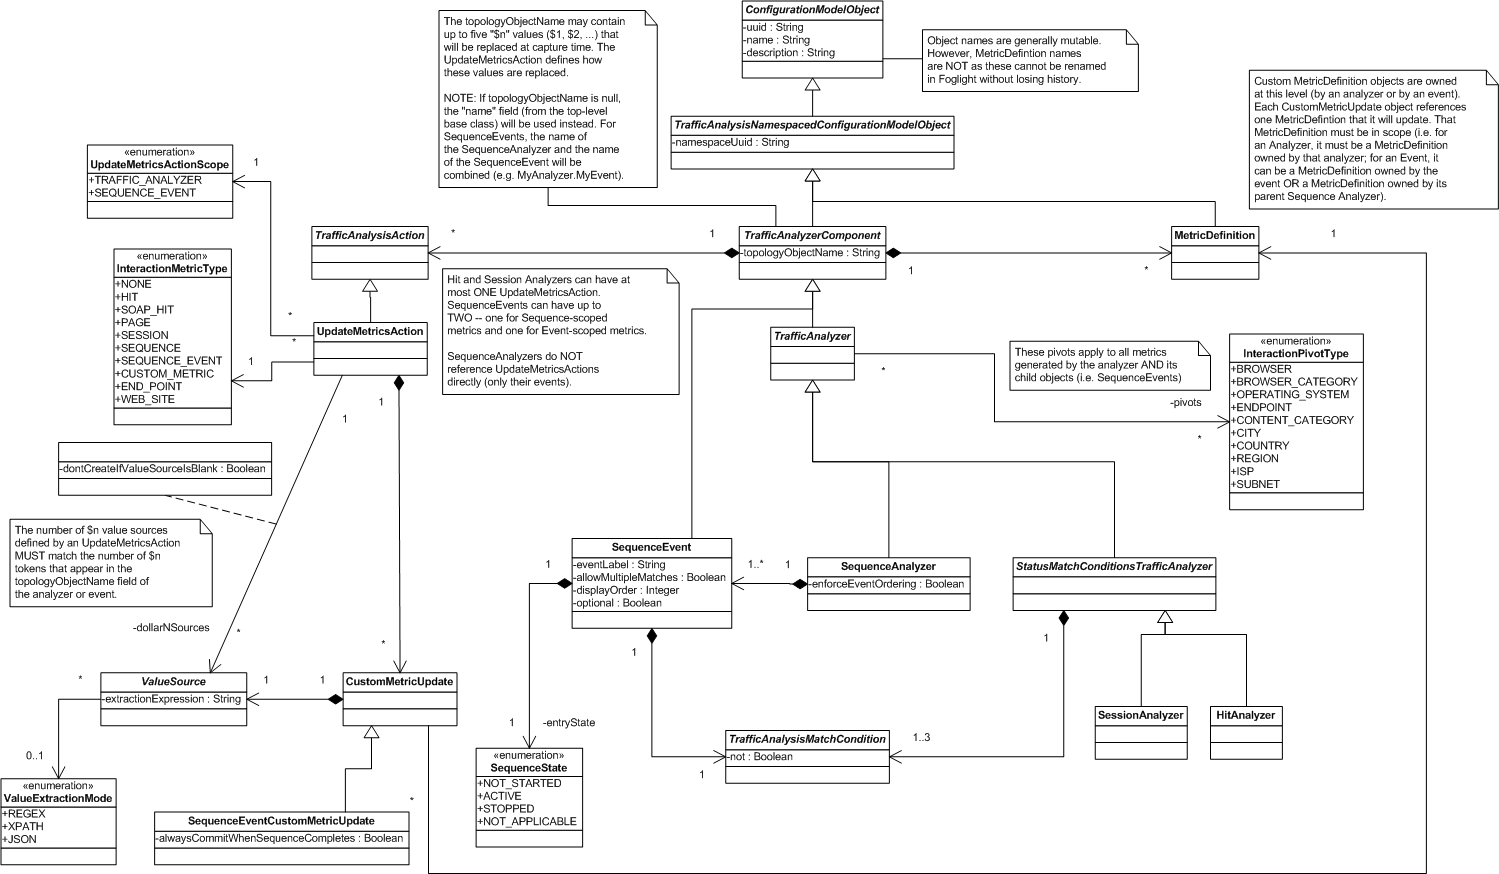 The topologyObjectName may contain
up to five "$n" values ($1, $2, ...) that
will be replaced at capture time. The
UpdateMetricsAction defines how
these values are replaced.
NOTE: If topologyObjectName is null,
the "name" field (from the top-level
base class) will be used instead. For
SequenceEvents, the name of
the SequenceAnalyzer and the name
of the SequenceEvent will be
combined (e.g. MyAnalyzer.MyEvent).
ConfigurationModelObject
-uuid : String
-name : String
-description : String
Object names are generally mutable.
However, MetricDefintion names
are NOT as these cannot be renamed
in Foglight without losing history.
Custom MetricDefinition objects are owned
at this level (by an analyzer or by an event).
Each CustomMetricUpdate object references
one MetricDefintion that it will update. That
MetricDefinition must be in scope (i.e. for
an Analyzer, it must be a MetricDefinition
owned by that analyzer; for an Event, it
can be a MetricDefinition owned by the
event OR a MetricDefinition owned by its
parent Sequence Analyzer).
TrafficAnalysisNamespacedConfigurationModelObject
-namespaceUuid : String
«enumeration»
UpdateMetricsActionScope
+TRAFFIC_ANALYZER
+SEQUENCE_EVENT
1
TrafficAnalysisAction
*
1
TrafficAnalyzerComponent
-topologyObjectName : String
1
*
MetricDefinition
1
«enumeration»
InteractionMetricType
+NONE
+HIT
+SOAP_HIT
+PAGE
+SESSION
+SEQUENCE
+SEQUENCE_EVENT
+CUSTOM_METRIC
+END_POINT
+WEB_SITE
*
*
1
UpdateMetricsAction
1
1
Hit and Session Analyzers can have at
most ONE UpdateMetricsAction.
SequenceEvents can have up to
TWO -- one for Sequence-scoped
metrics and one for Event-scoped metrics.
SequenceAnalyzers do NOT
reference UpdateMetricsActions
directly (only their events).
TrafficAnalyzer
*
These pivots apply to all metrics
generated by the analyzer AND its
child objects (i.e. SequenceEvents)
-pivots
*
«enumeration»
InteractionPivotType
+BROWSER
+BROWSER_CATEGORY
+OPERATING_SYSTEM
+ENDPOINT
+CONTENT_CATEGORY
+CITY
+COUNTRY
+REGION
+ISP
+SUBNET
-dontCreateIfValueSourceIsBlank : Boolean
The number of $n value sources
defined by an UpdateMetricsAction
MUST match the number of $n
tokens that appear in the
topologyObjectName field of
the analyzer or event.
-dollarNSources
*
*
SequenceEvent
-eventLabel : String
-allowMultipleMatches : Boolean
-displayOrder : Integer
-optional : Boolean
1
1..*
1
SequenceAnalyzer
-enforceEventOrdering : Boolean
StatusMatchConditionsTrafficAnalyzer
1
1
ValueSource
-extractionExpression : String
*
1
1
CustomMetricUpdate
SessionAnalyzer
HitAnalyzer
1
-entryState
«enumeration»
SequenceState
+NOT_STARTED
+ACTIVE
+STOPPED
+NOT_APPLICABLE
TrafficAnalysisMatchCondition
-not : Boolean
1
1..3
0..1
«enumeration»
ValueExtractionMode
+REGEX
+XPATH
+JSON
*
SequenceEventCustomMetricUpdate
-alwaysCommitWhenSequenceCompletes : Boolean